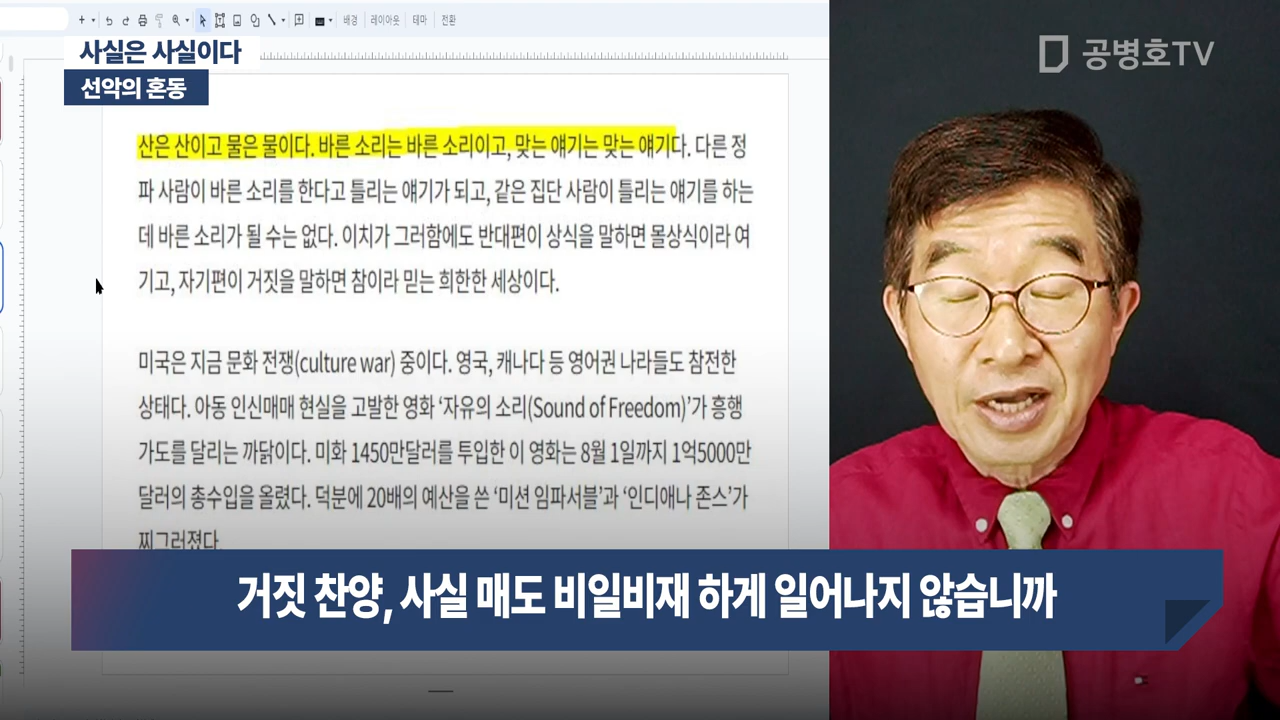 배경 레이아웃 테마 전환
사실은 사실이다
선악의 혼동
공병호TV
산은 산이고 물은 물이다. 바른 소리는 바른 소리이고, 맞는 얘기는 맞는 얘기다. 다른 정
파 사람이 바른 소리를 한다고 틀리는 얘기가 되고, 같은 집단 사람이 틀리는 얘기를 하는
데 바른 소리가 될 수는 없다. 이치가 그러함에도 반대편이 상식을 말하면 몰상식이라 여
기고, 자기편이 거짓을 말하면 참이라 믿는 희한한 세상이다.
미국은 지금 문화 전쟁(culture war) 중이다. 영국, 캐나다 등 영어권 나라들도 참전한
상태다. 아동 인신매매 현실을 고발한 영화 ‘자유의 소리(Sound of Freedom)’가 흥행
가도를 달리는 까닭이다. 미화 1450만달러를 투입한 이 영화는 8월 1일까지 1억5000만
달러의 총수입을 올렸다. 덕분에 20배의 예산을 쓴 ‘미션 임파서블’과 ‘인디애나 존스’가
찌그러졌다.
거짓 찬양, 사실 매도 비일비재 하게 일어나지 않습니까